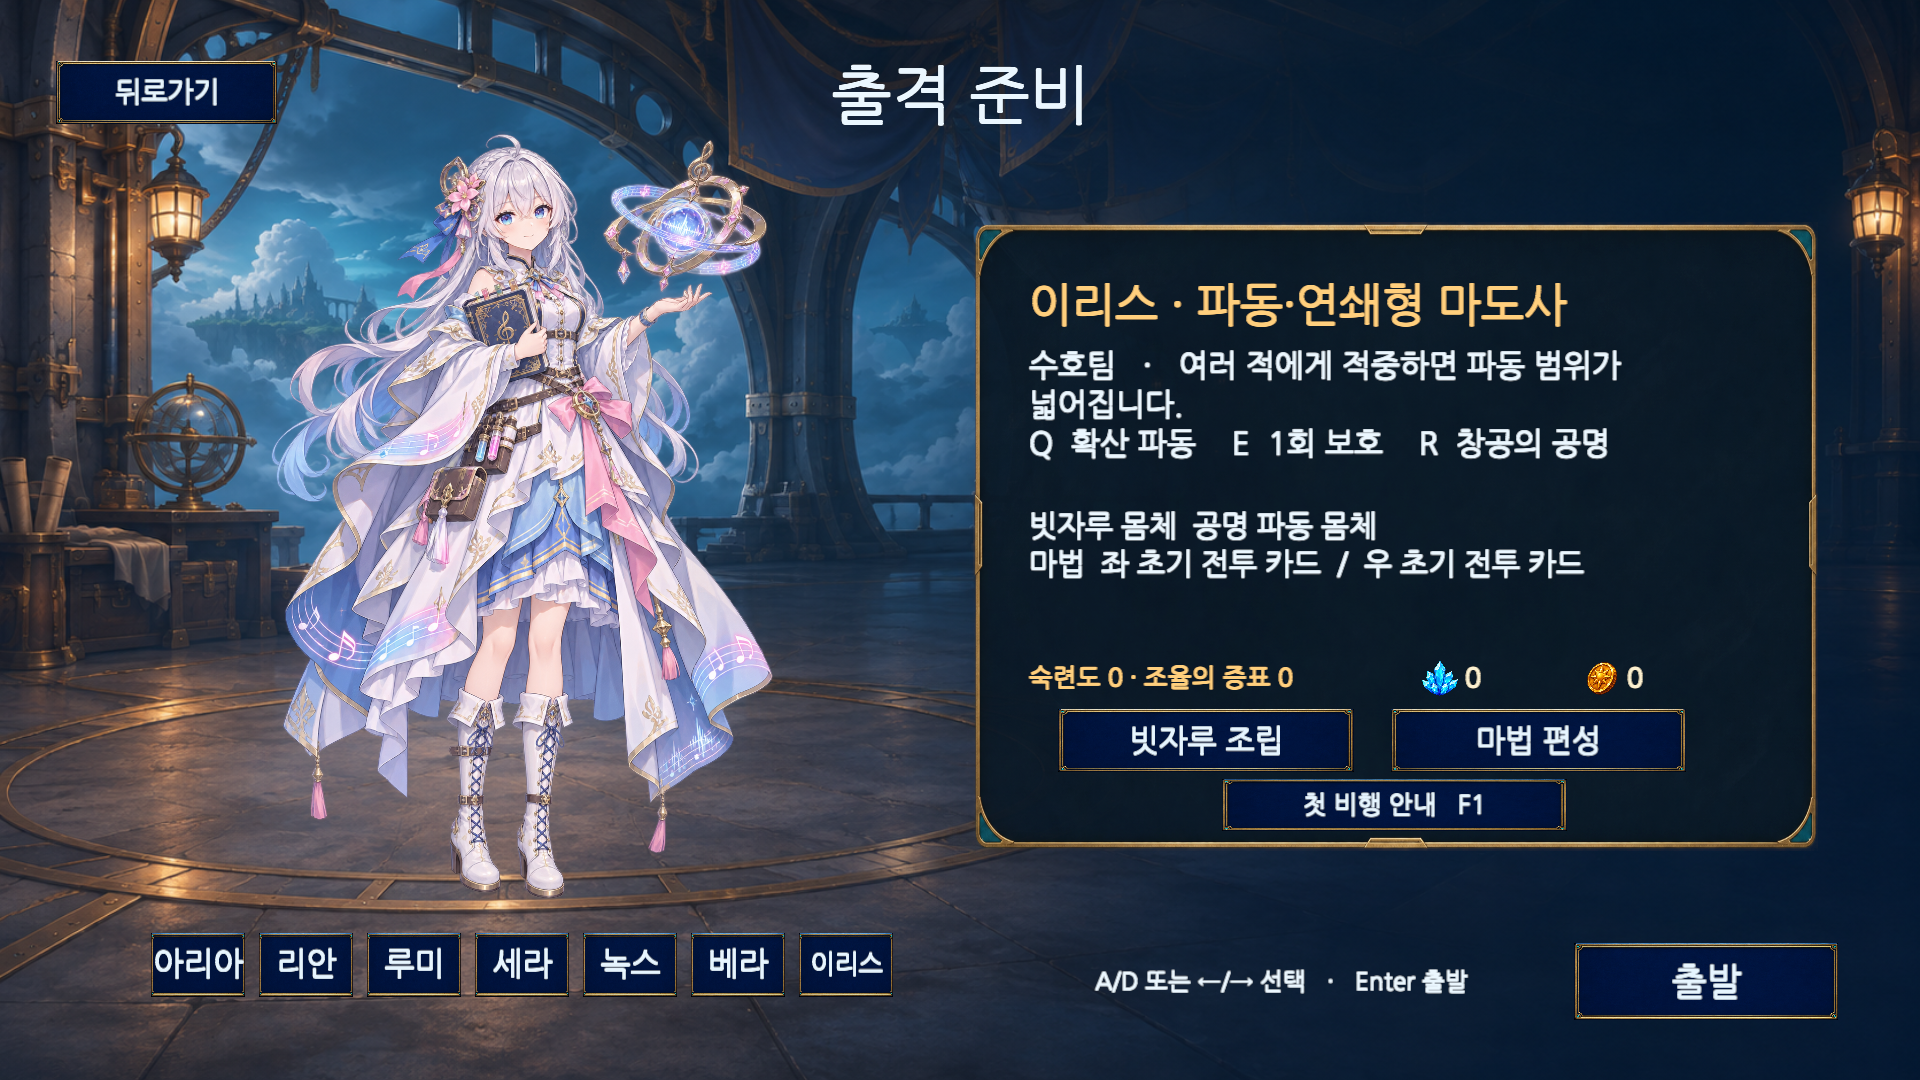 뒤로가기
출격 준비
이리스 · 파동·연쇄형 마도사
수호팀 · 여러 적에게 적중하면 파동 범위가
넓어집니다.
Q 확산 파동 E 1회 보호 R 창공의 공명
빗자루 몸체 공명 파동 몸체
마법 좌 초기 전투 카드 / 우 초기 전투 카드
숙련도 0 · 조율의 증표 0 0 0
빗자루 조립 마법 편성
첫 비행 안내 F1
아리아 리안 루미 세라 녹스 베라 이리스
A/D 또는 ←/→ 선택 · Enter 출발
출발